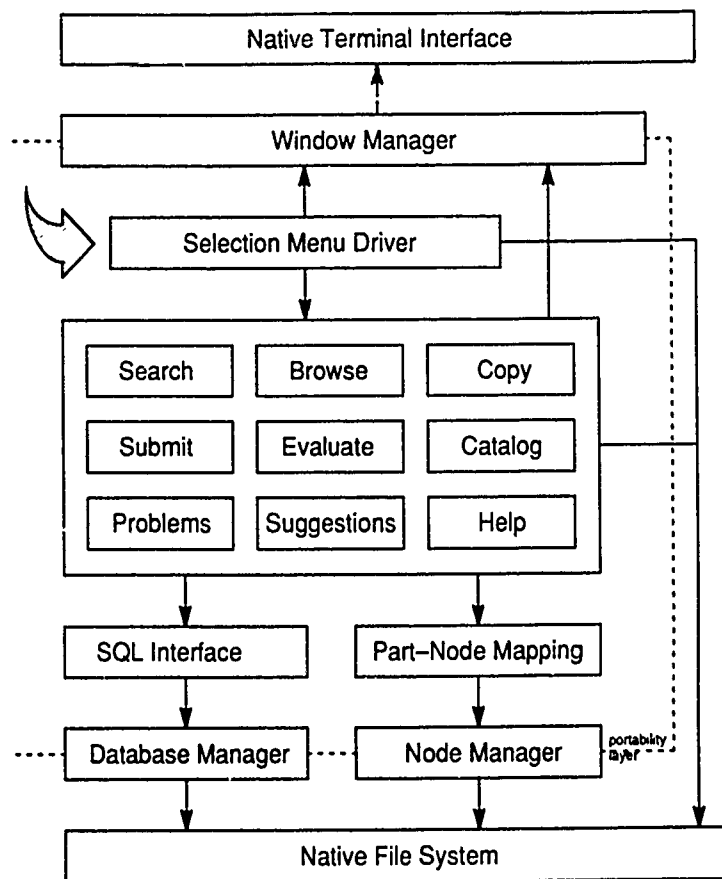 Native Terminal Interface
Window Manager
Selection Menu Driver
Search
Browse
Copy
Submit
Evaluate
Catalog
Problems
Suggestions
Help
SQL Interface
Part–Node Mapping
Database Manager
Node Manager
portability
layer
Native File System